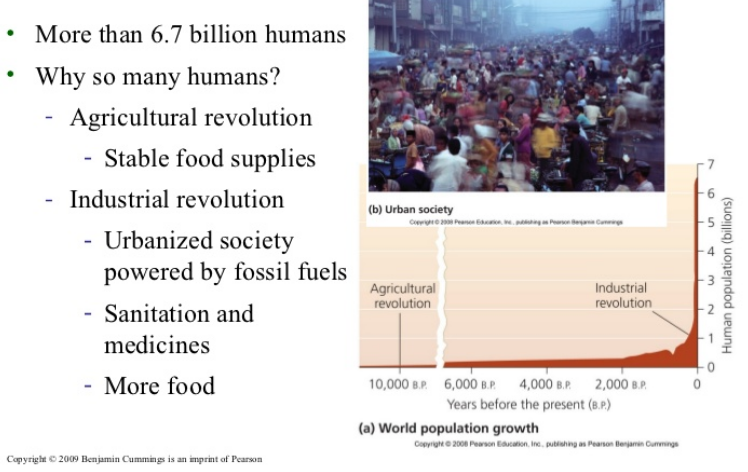 • More than 6.7 billion humans
• Why so many humans?
- Agricultural revolution
- Stable food supplies
- Industrial revolution
- Urbanized society
powered by fossil fuels
- Sanitation and
medicines
- More food
Copyright © 2009 Benjamin Cummings is an imprint of Pearson
(b) Urban society
Copyright © 2008 Pearson Education, Inc., publishing as Pearson Benjamin Cummings
7
6
5
4
3
2
1
0
Human population (billions)
Agricultural
revolution
Industrial
revolution
10,000 B.P. 6,000 B.P. 4,000 B.P. 2,000 B.P. 0
Years before the present (B.P.)
(a) World population growth
Copyright © 2008 Pearson Education, Inc., publishing as Pearson Benjamin Cummings